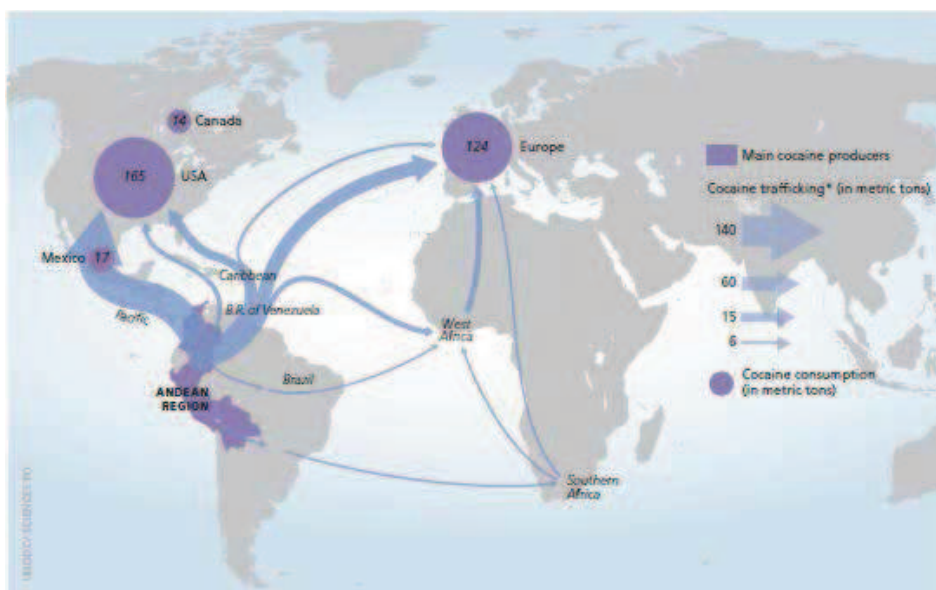 14 Canada
165
USA
124
Europe
Mexico 17
Caribbean
B.R. of Venezuela
Pacific
West
Africa
Brazil
ANDEAN
REGION
Southern
Africa
Main cocaine producers
Cocaine trafficking* (in metric tons)
140
60
15
6
Cocaine consumption
(in metric tons)